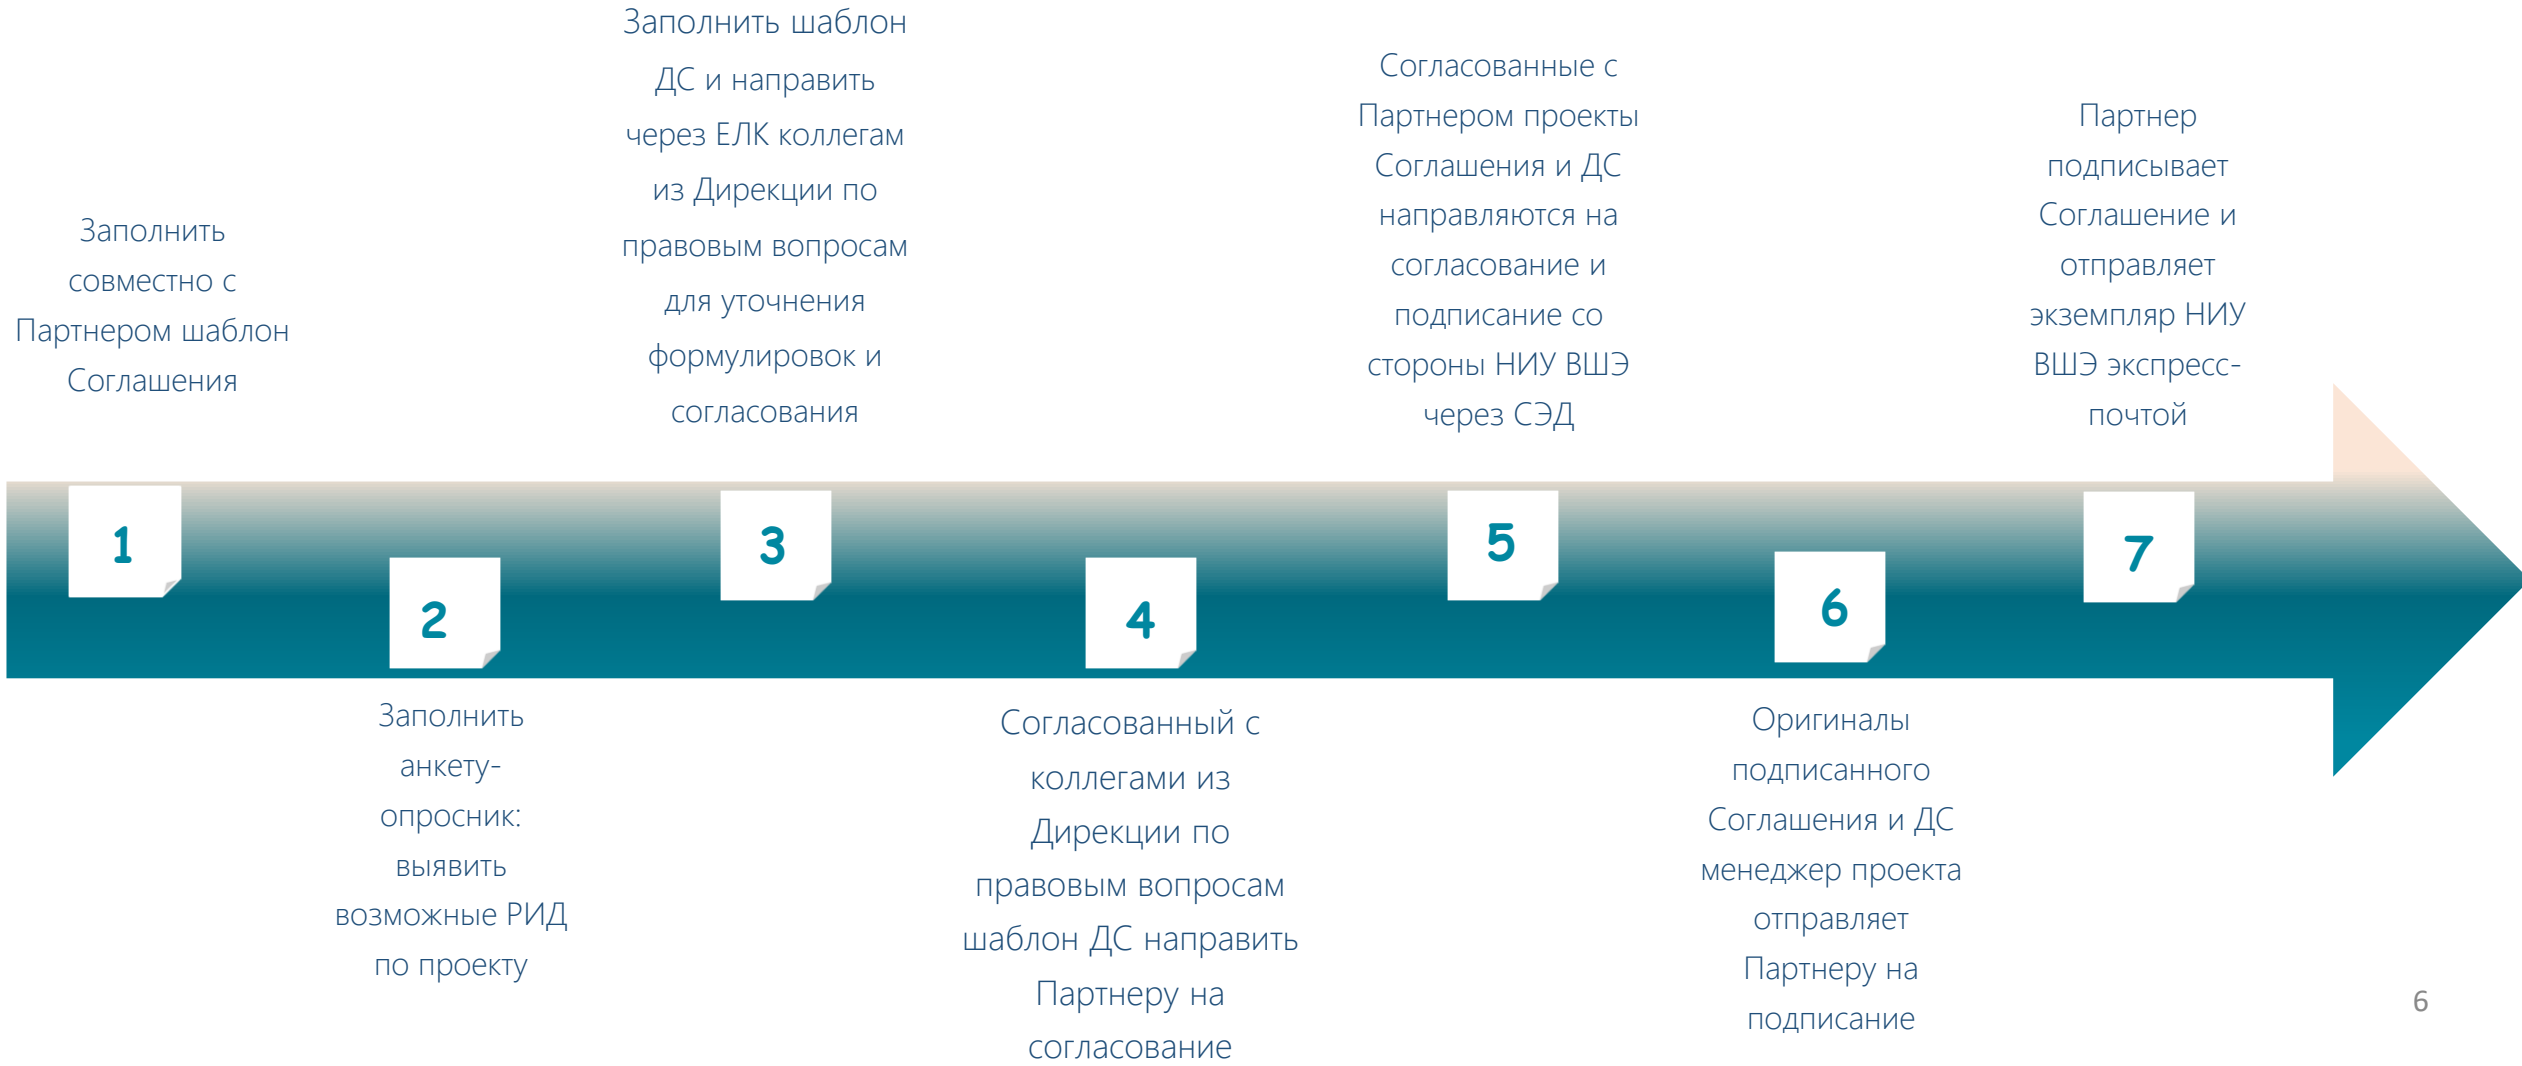 Заполнить
совместно с
Партнером шаблон
Соглашения
1
2
Заполнить
анкету-
опросник:
выявить
возможные РИД
по проекту
Заполнить шаблон
ДС и направить
через ЕЛК коллегам
из Дирекции по
правовым вопросам
для уточнения
формулировок и
согласования
3
4
Согласованный с
коллегами из
Дирекции по
правовым вопросам
шаблон ДС направить
Партнеру на
согласование
Согласованные с
Партнером проекты
Соглашения и ДС
направляются на
согласование и
подписание со
стороны НИУ ВШЭ
через СЭД
5
6
Оригиналы
подписанного
Соглашения и ДС
менеджер проекта
отправляет
Партнеру на
подписание
Партнер
подписывает
Соглашение и
отправляет
экземпляр НИУ
ВШЭ экспресс-
почтой
7
6